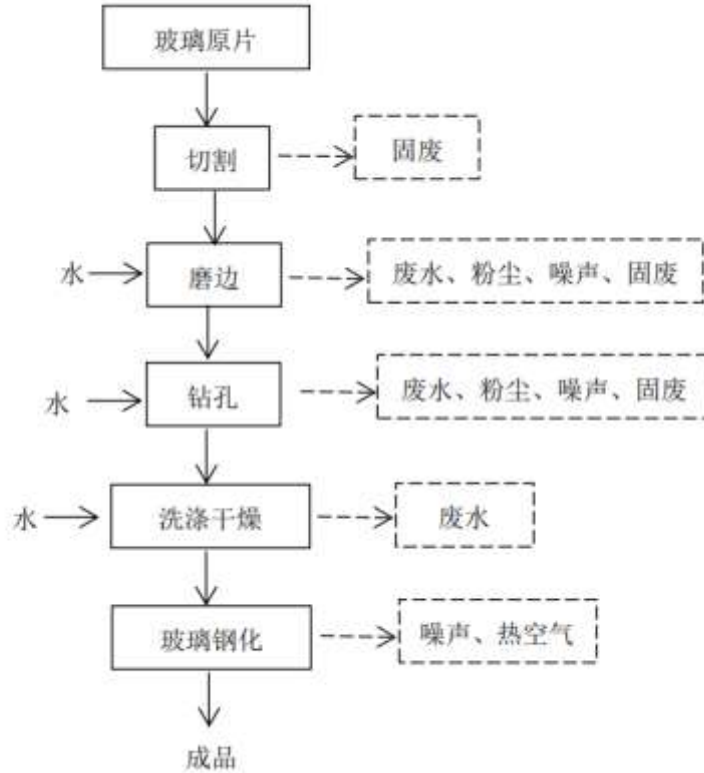 玻璃原片
切割
固废
水
磨边
废水、粉尘、噪声、固废
水
钻孔
废水、粉尘、噪声、固废
水
洗涤干燥
废水
玻璃钢化
噪声、热空气
成品